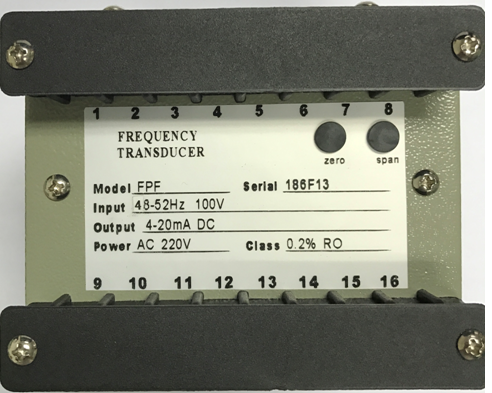 1 2 3 4 5 6 7 8
FREQUENCY
TRANSDUCER
zero span
Model FPF Serial 186F13
Input 48-52Hz 100V
Output 4-20mA DC
Power AC 220V Class 0.2% RO
9 10 11 12 13 14 15 16